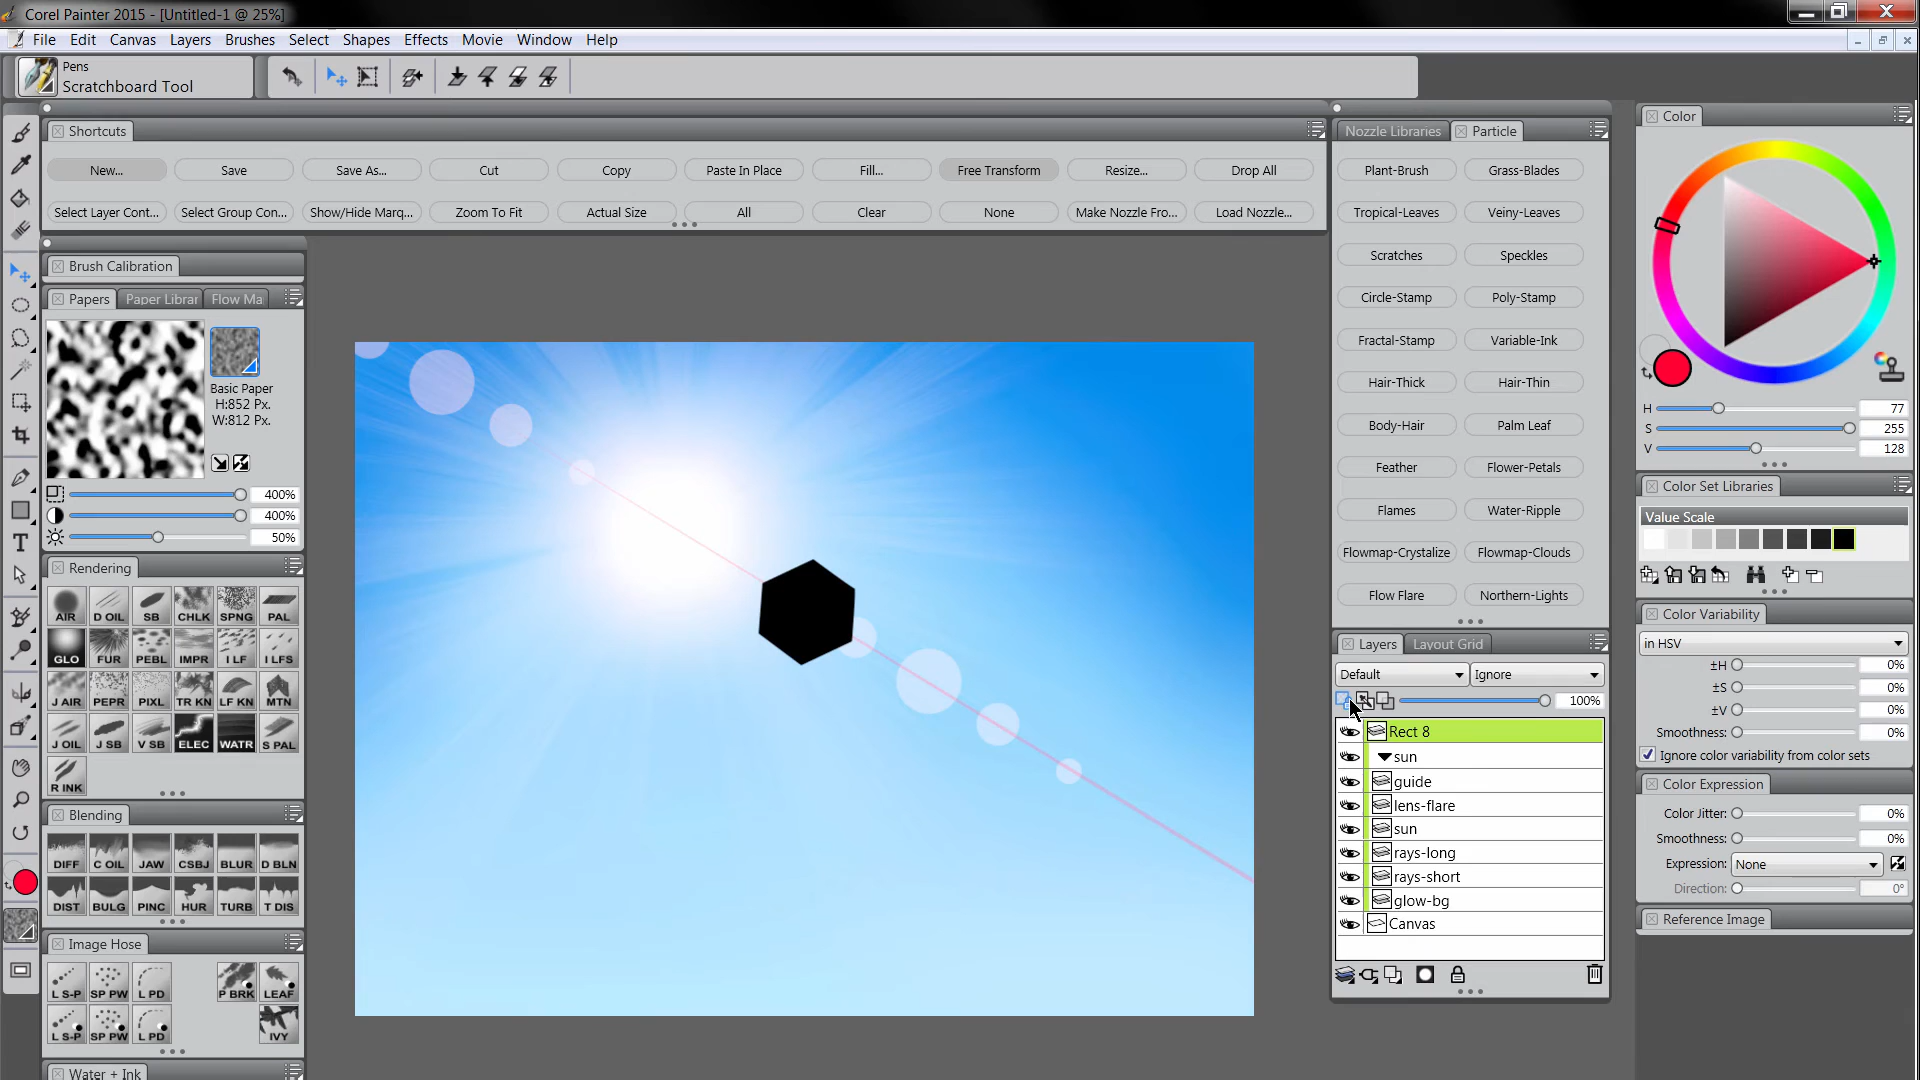 Corel Painter 2015 - [Untitled-1 @ 25%]
File Edit Canvas Layers Brushes Select Shapes Effects Movie Window Help
Pens
Scratchboard Tool
Shortcuts
New... Save Save As... Cut Copy Paste In Place Fill... Free Transform Resize... Drop All
Select Layer Cont... Select Group Con... Show/Hide Marq... Zoom To Fit Actual Size All Clear None Make Nozzle Fro... Load Nozzle...
Brush Calibration
Papers Paper Librar Flow Ma
Basic Paper
H:852 Px.
W:812 Px.
400%
400%
50%
Rendering
AIR D OIL SB CHLK SPNG PAL
GLO FUR PEBL IMPR I LF I LFS
J AIR PEPR PIXL TR KN LF KN MTN
J OIL J SB V SB ELEC WATR S PAL
R INK
Blending
DIFF C OIL JAW CSBJ BLUR D BLN
DIST BULG PINC HUR TURB T DIS
Image Hose
L S-P SP PW L PD P BRK LEAF
L S-P SP PW L PD IVY
Water + Ink
Nozzle Libraries Particle
Plant-Brush Grass-Blades
Tropical-Leaves Veiny-Leaves
Scratches Speckles
Circle-Stamp Poly-Stamp
Fractal-Stamp Variable-Ink
Hair-Thick Hair-Thin
Body-Hair Palm Leaf
Feather Flower-Petals
Flames Water-Ripple
Flowmap-Crystalize Flowmap-Clouds
Flow Flare Northern-Lights
Layers Layout Grid
Default Ignore
100%
Rect 8
sun
guide
lens-flare
sun
rays-long
rays-short
glow-bg
Canvas
Color
H 77
S 255
V 128
Color Set Libraries
Value Scale
Color Variability
in HSV
±H 0%
±S 0%
±V 0%
Smoothness: 0%
Ignore color variability from color sets
Color Expression
Color Jitter: 0%
Smoothness: 0%
Expression: None
Direction: 0°
Reference Image
T